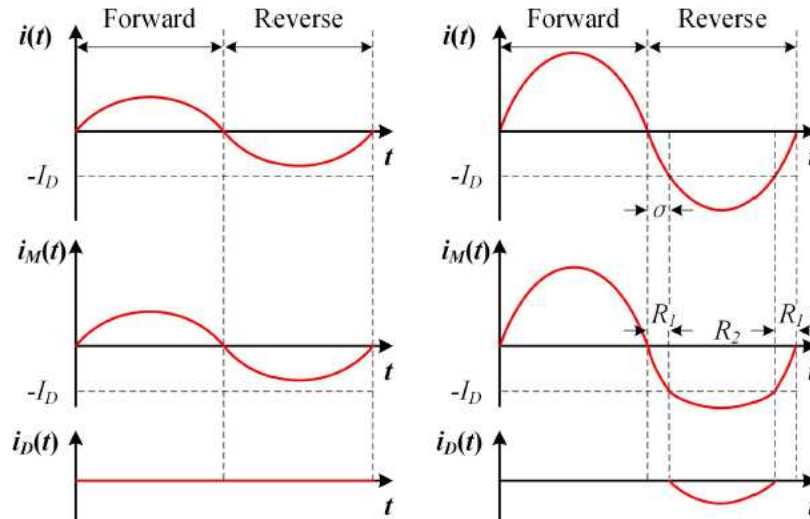 Forward Reverse
i(t)
t
-I_D
i_M(t)
t
-I_D
i_D(t)
t
Forward Reverse
i(t)
t
-I_D
σ
i_M(t)
R_1 R_2 R_1
t
-I_D
i_D(t)
t